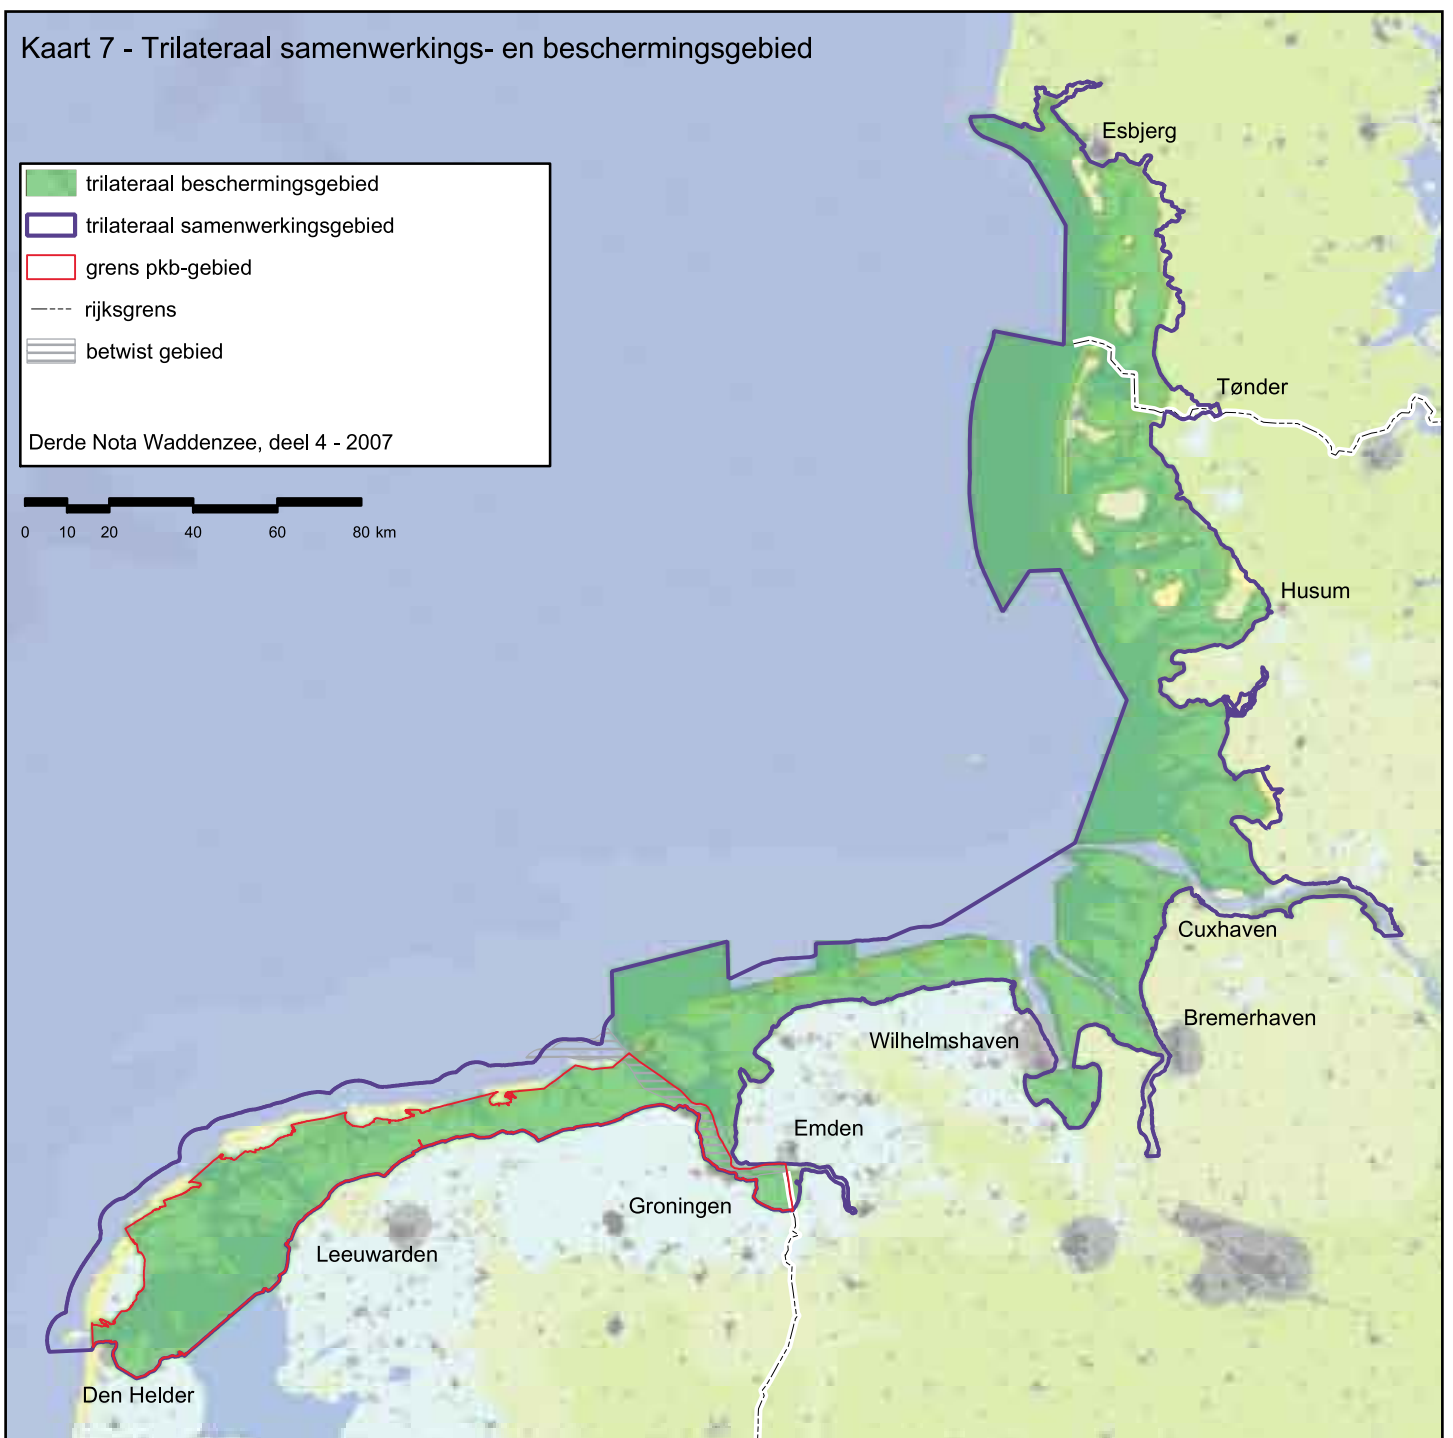 Kaart 7 - Trilateraal samenwerkings- en beschermingsgebied
trilateraal beschermingsgebied
trilateraal samenwerkingsgebied
grens pkb-gebied
rijksgrens
betwist gebied
Derde Nota Waddenzee, deel 4 - 2007
0 10 20 40 60 80 km
Esbjerg
Tønder
Husum
Cuxhaven
Bremerhaven
Wilhelmshaven
Emden
Groningen
Leeuwarden
Den Helder